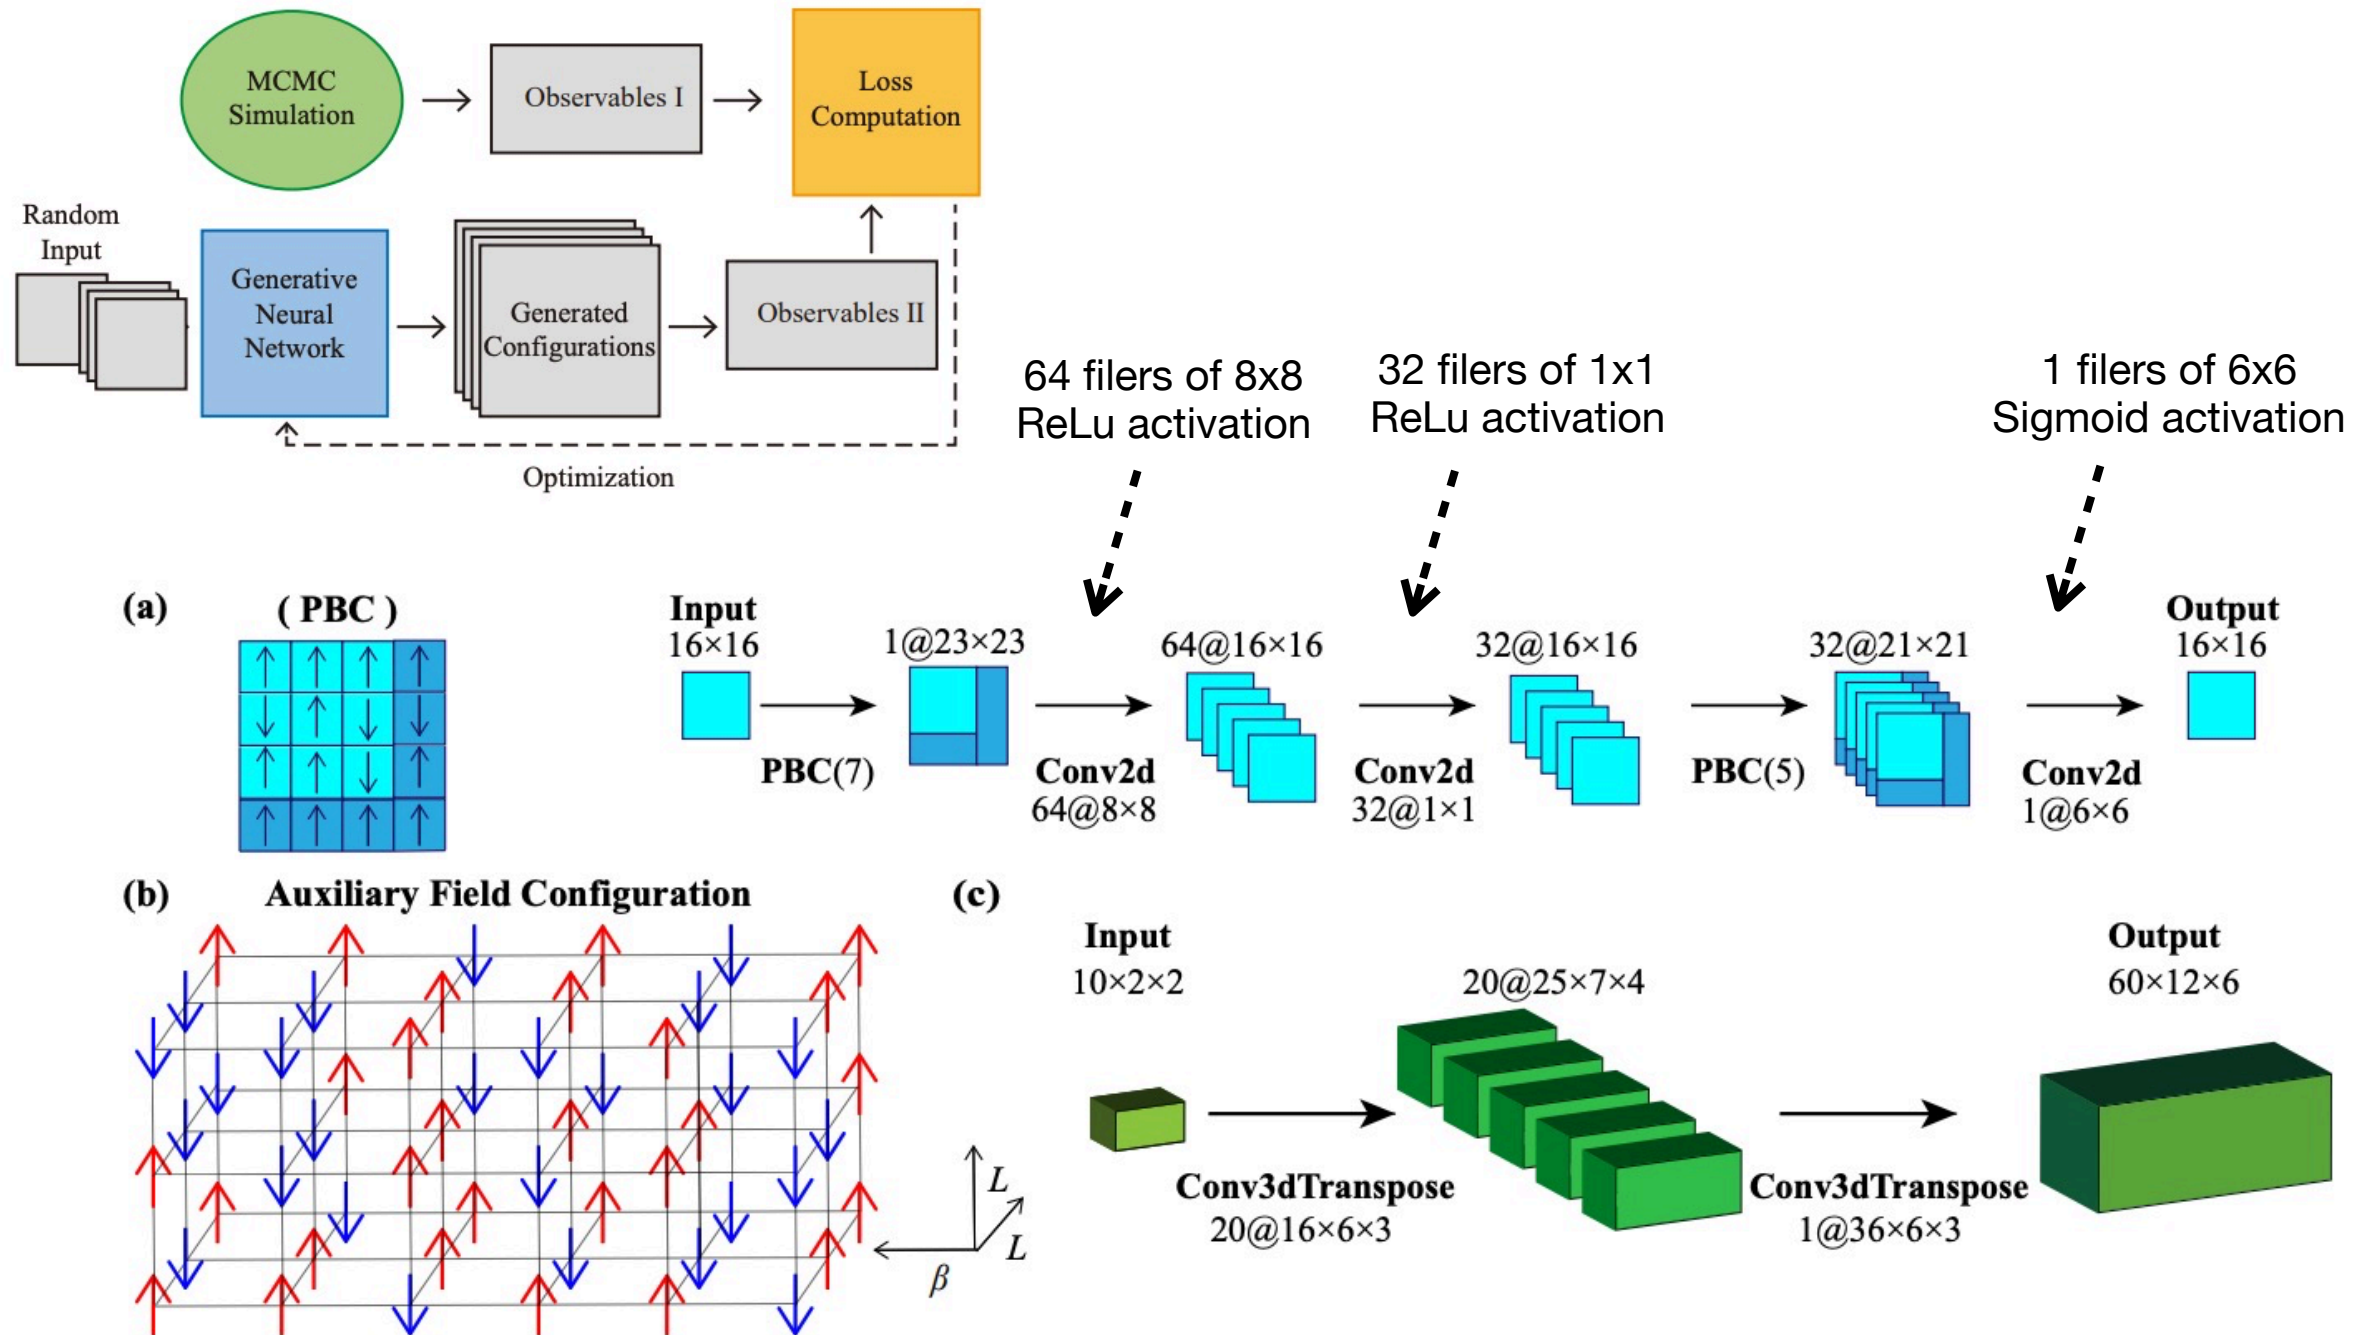 MCMC
Simulation
Observables I
Loss
Computation
Random
Input
Generative
Neural
Network
Generated
Configurations
Observables II
Optimization
64 filers of 8x8
ReLu activation
32 filers of 1x1
ReLu activation
1 filers of 6x6
Sigmoid activation
(a)
( PBC )
Input
16×16
PBC(7)
1@23×23
Conv2d
64@8×8
64@16×16
Conv2d
32@1×1
32@16×16
PBC(5)
32@21×21
Conv2d
1@6×6
Output
16×16
(b)
Auxiliary Field Configuration
L
L
β
(c)
Input
10×2×2
Conv3dTranspose
20@16×6×3
20@25×7×4
Conv3dTranspose
1@36×6×3
Output
60×12×6